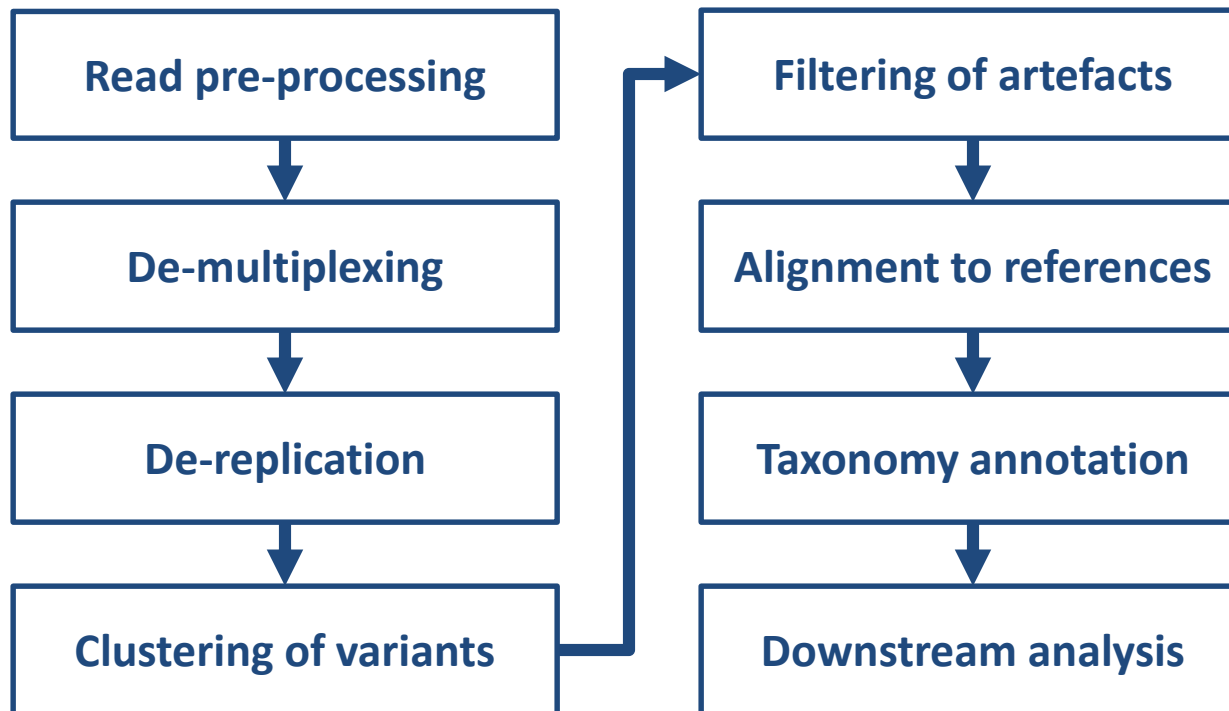 Read pre-processing
De-multiplexing
De-replication
Clustering of variants
Filtering of artefacts
Alignment to references
Taxonomy annotation
Downstream analysis